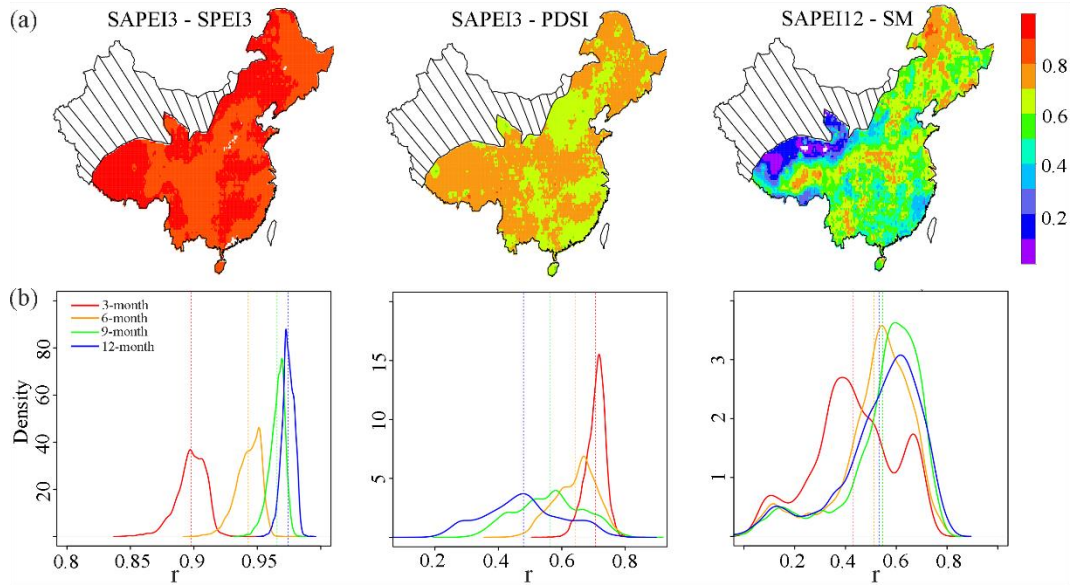 (a) SAPEI3 - SPEI3 SAPEI3 - PDSI SAPEI12 - SM
0.8
0.6
0.4
0.2
(b)
3-month
6-month
9-mouth
12-month
Density
20 40 60 80
5 10 15
1 2 3
0.8 0.85 0.9 0.95
0.2 0.4 0.6 0.8
0 0.2 0.4 0.6 0.8
r r r